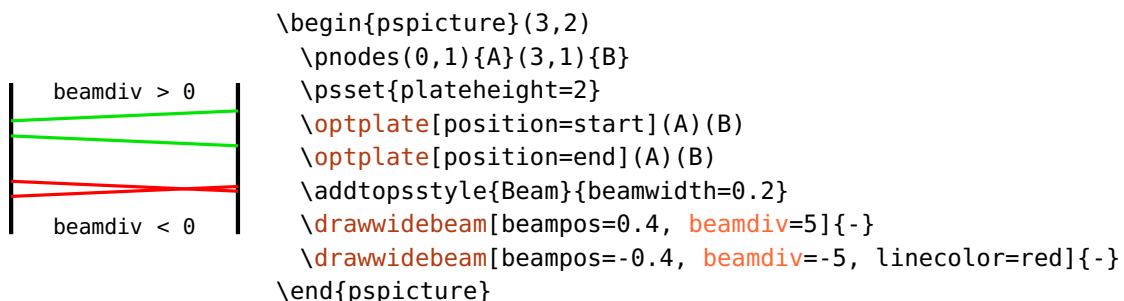 beamdiv > 0
beamdiv < 0
\begin{pspicture}(3,2)
  \pnodes(0,1){A}(3,1){B}
  \psset{plateheight=2}
  \optplate[position=start](A)(B)
  \optplate[position=end](A)(B)
  \addtopsstyle{Beam}{beamwidth=0.2}
  \drawwidebeam[beampos=0.4, beamdiv=5]{-}
  \drawwidebeam[beampos=-0.4, beamdiv=-5, linecolor=red]{-}
\end{pspicture}